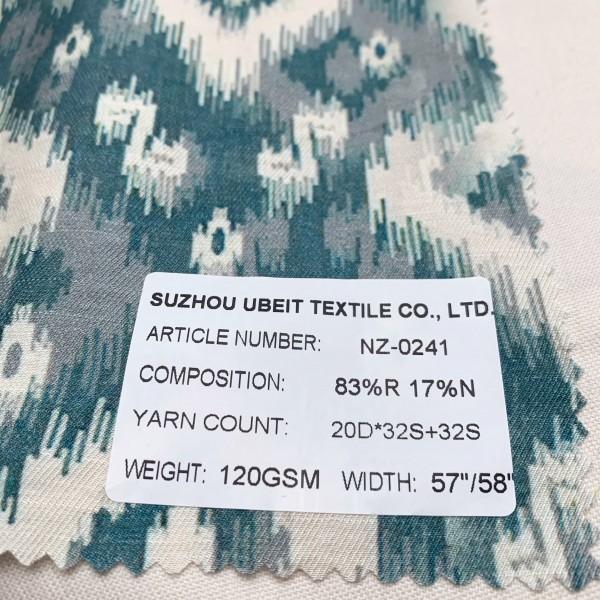 SUZHOU UBEIT TEXTILE CO., LTD.
ARTICLE NUMBER: NZ-0241
COMPOSITION: 83%R 17%N
YARN COUNT: 20D*32S+32S
WEIGHT: 120GSM WIDTH: 57"/58"